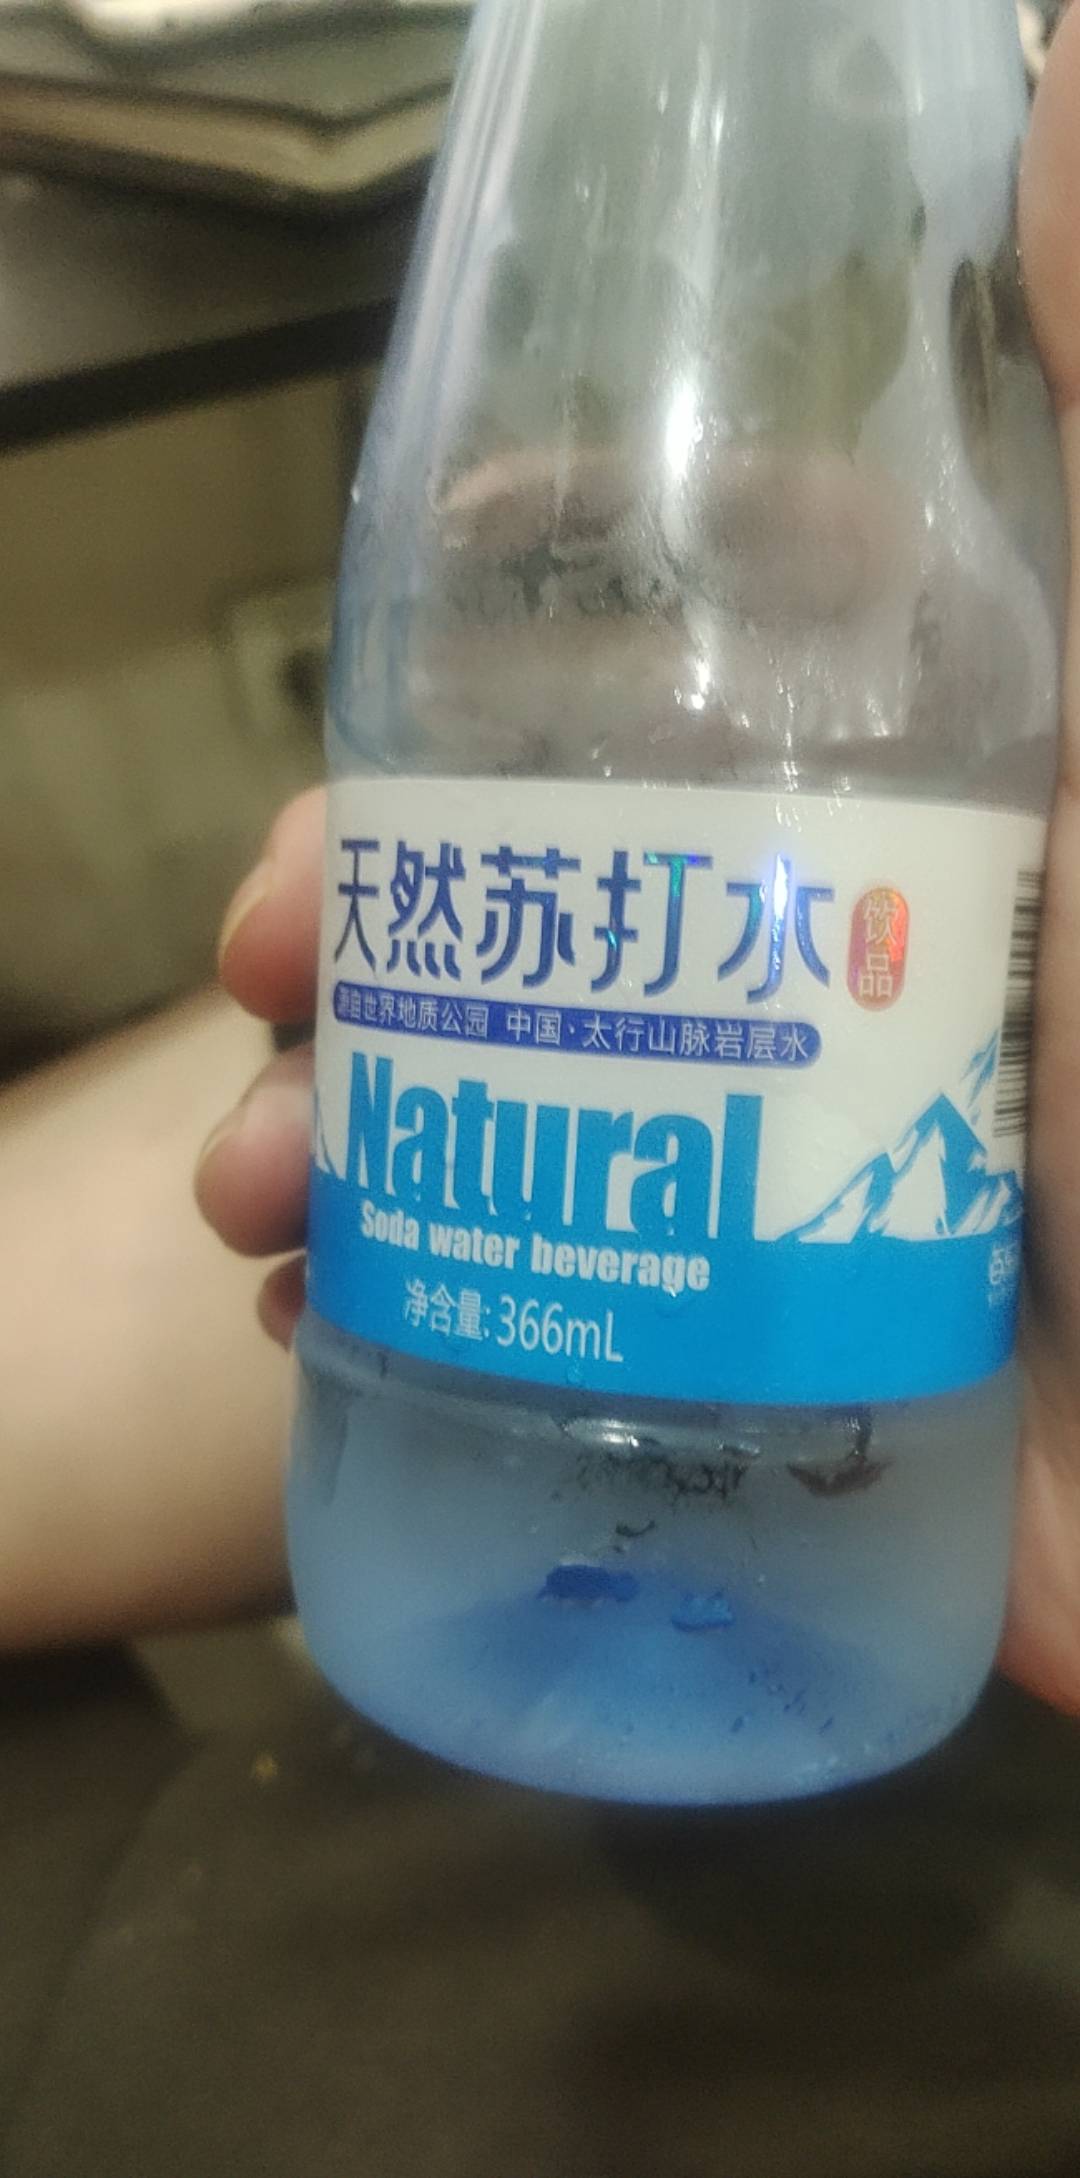 天然苏打水
饮品
源自世界地质公园 中国·太行山脉岩层水
Natural
Soda water beverage
净含量:366mL